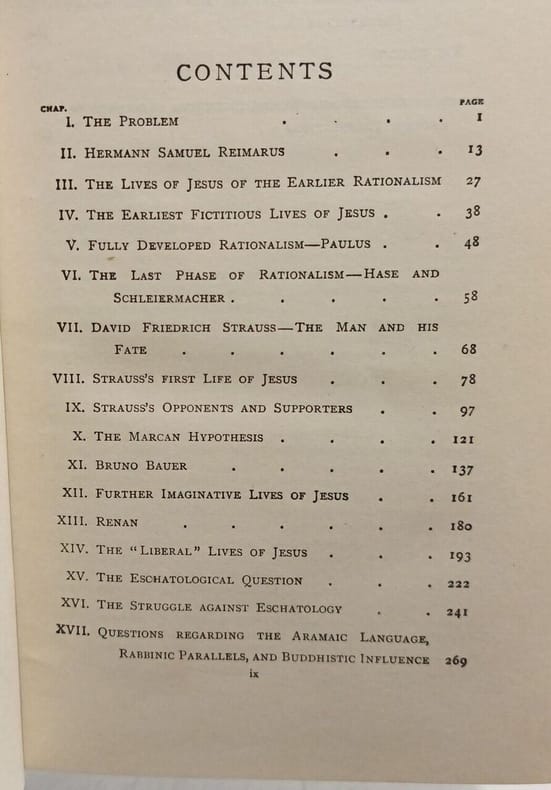 CONTENTS
CHAP. PAGE
I. THE PROBLEM . . . . 1
II. HERMANN SAMUEL REIMARUS . . . 13
III. THE LIVES OF JESUS OF THE EARLIER RATIONALISM 27
IV. THE EARLIEST FICTITIOUS LIVES OF JESUS . . 38
V. FULLY DEVELOPED RATIONALISM—PAULUS . . 48
VI. THE LAST PHASE OF RATIONALISM—HASE AND
SCHLEIERMACHER . . . . . 58
VII. DAVID FRIEDRICH STRAUSS—THE MAN AND HIS
FATE . . . . . . 68
VIII. STRAUSS'S FIRST LIFE OF JESUS . . . 78
IX. STRAUSS'S OPPONENTS AND SUPPORTERS . . 97
X. THE MARCAN HYPOTHESIS . . . . 121
XI. BRUNO BAUER . . . . . 137
XII. FURTHER IMAGINATIVE LIVES OF JESUS . . 161
XIII. RENAN . . . . . . 180
XIV. THE "LIBERAL" LIVES OF JESUS . . . 193
XV. THE ESCHATOLOGICAL QUESTION . . . 222
XVI. THE STRUGGLE AGAINST ESCHATOLOGY . . 241
XVII. QUESTIONS REGARDING THE ARAMAIC LANGUAGE,
RABBINIC PARALLELS, AND BUDDHISTIC INFLUENCE 269
ix